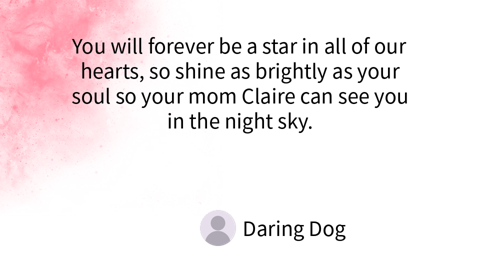 You will forever be a star in all of our
hearts, so shine as brightly as your
soul so your mom Claire can see you
in the night sky.
Daring Dog